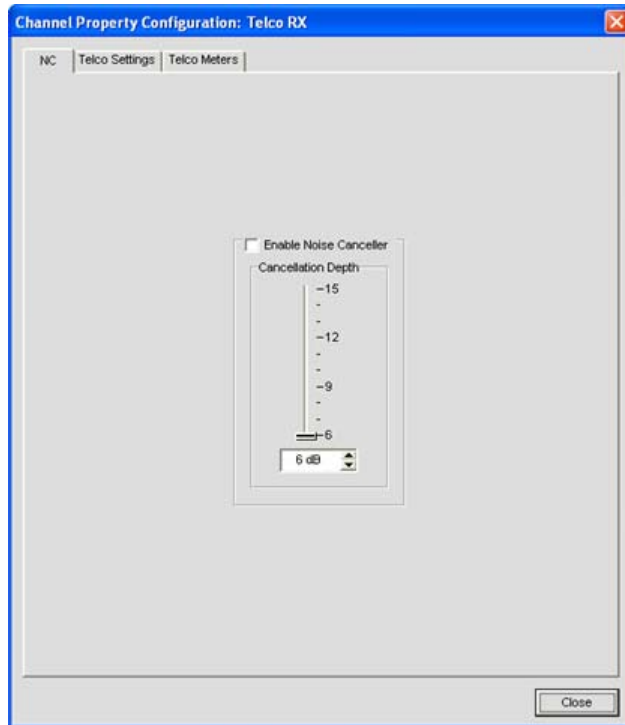 Channel Property Configuration: Telco RX
NC Telco Settings Telco Meters
Enable Noise Canceller
Cancellation Depth
15
12
9
6
6 dB
Close